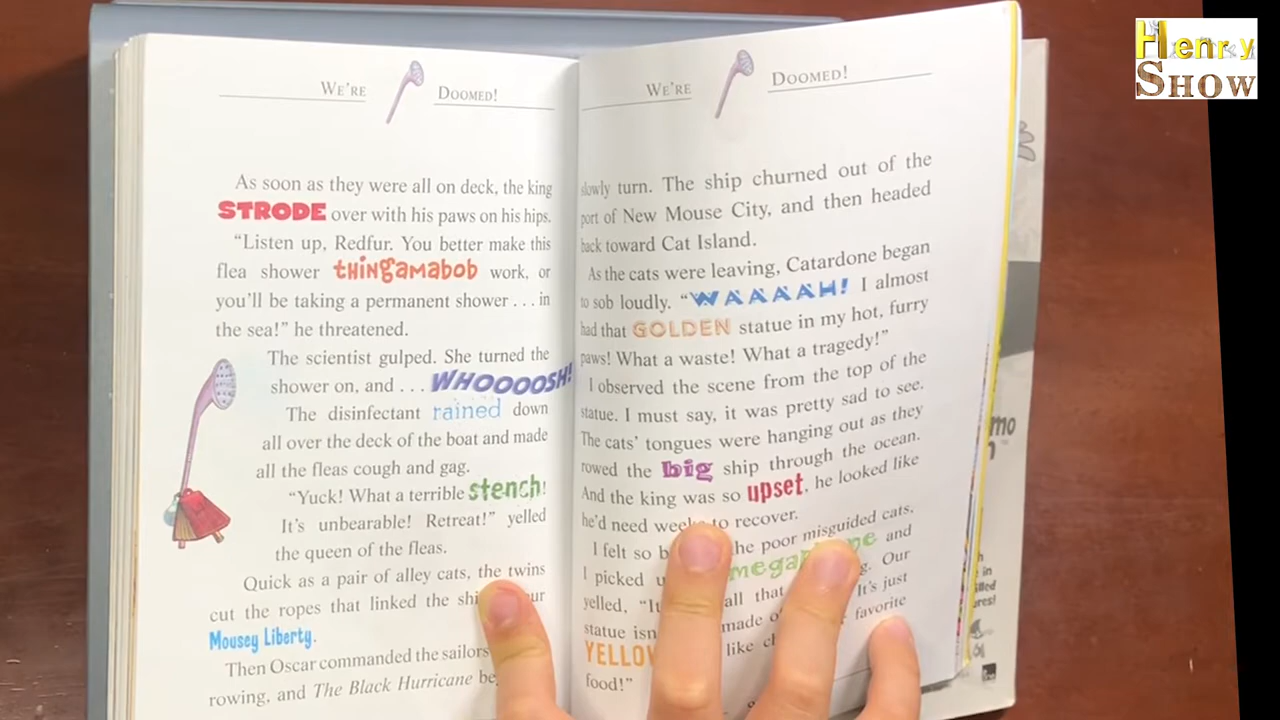 Henry
SHOW
WE'RE DOOMED!
As soon as they were all on deck, the king
STRODE over with his paws on his hips.
"Listen up, Redfur. You better make this
flea shower thingamabob work, or
you'll be taking a permanent shower . . . in
the sea!" he threatened.
The scientist gulped. She turned the
shower on, and . . . WHOOOOSH!
The disinfectant rained down
all over the deck of the boat and made
all the fleas cough and gag.
"Yuck! What a terrible stench!
It's unbearable! Retreat!" yelled
the queen of the fleas.
Quick as a pair of alley cats, the twins
cut the ropes that linked the
Mousey Liberty.
Then Oscar commanded the sailors
rowing, and The Black Hurricane
WE'RE DOOMED!
slowly turn. The ship churned out of the
port of New Mouse City, and then headed
back toward Cat Island.
As the cats were leaving, Catardone began
to sob loudly. "WAAAAH! I almost
had that GOLDEN statue in my hot, furry
paws! What a waste! What a tragedy!"
I observed the scene from the top of the
statue. I must say, it was pretty sad to see.
The cats' tongues were hanging out as they
rowed the big ship through the ocean.
And the king was so upset, he looked like
he'd need weeks to recover.
I felt so the poor misguided cats,
I picked megaphone and
yelled, all that Our
statue made It's just
YELLOW like favorite
food!"